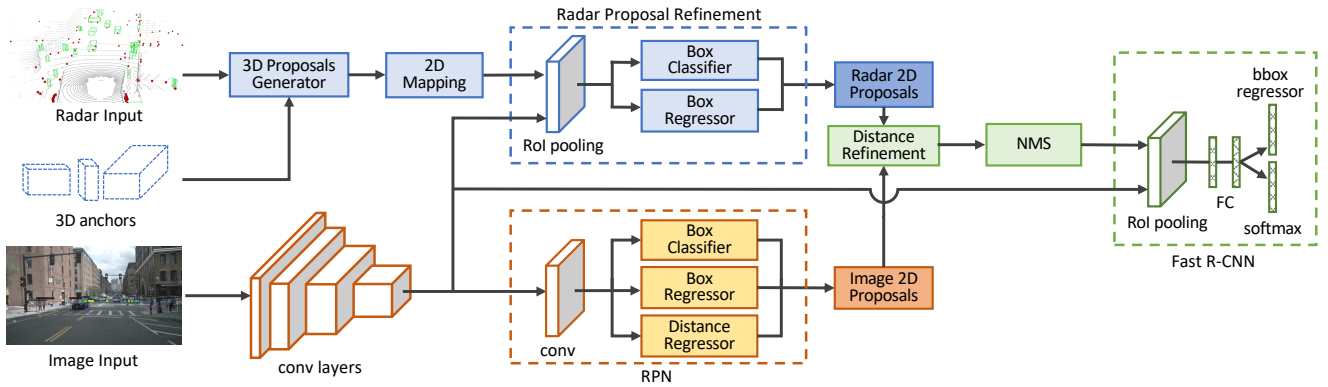 Radar Input
3D Proposals
Generator
2D
Mapping
Radar Proposal Refinement
RoI pooling
Box
Classifier
Box
Regressor
Radar 2D
Proposals
Distance
Refinement
NMS
bbox
regressor
RoI pooling
FC
softmax
Fast R-CNN
3D anchors
Image Input
conv layers
conv
Box
Classifier
Box
Regressor
Distance
Regressor
RPN
Image 2D
Proposals